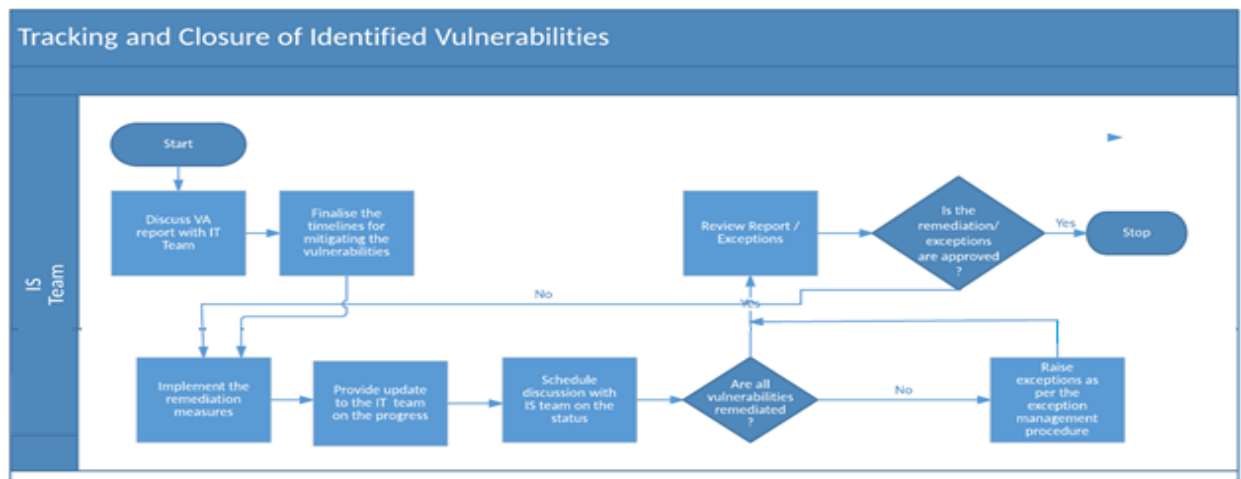 Tracking and Closure of Identified Vulnerabilities
IS
Team
Start
Discuss VA
report with IT
Team
Finalise the
timelines for
mitigating the
vulnerabilities
Review Report /
Exceptions
Is the
remediation/
exceptions
are approved
?
Yes
Stop
No
Yes
Implement the
remediation
measures
Provide update
to the IT team
on the progress
Schedule
discussion with
IS team on the
status
Are all
vulnerabilities
remediated
?
No
Raise
exceptions as
per the
exception
management
procedure